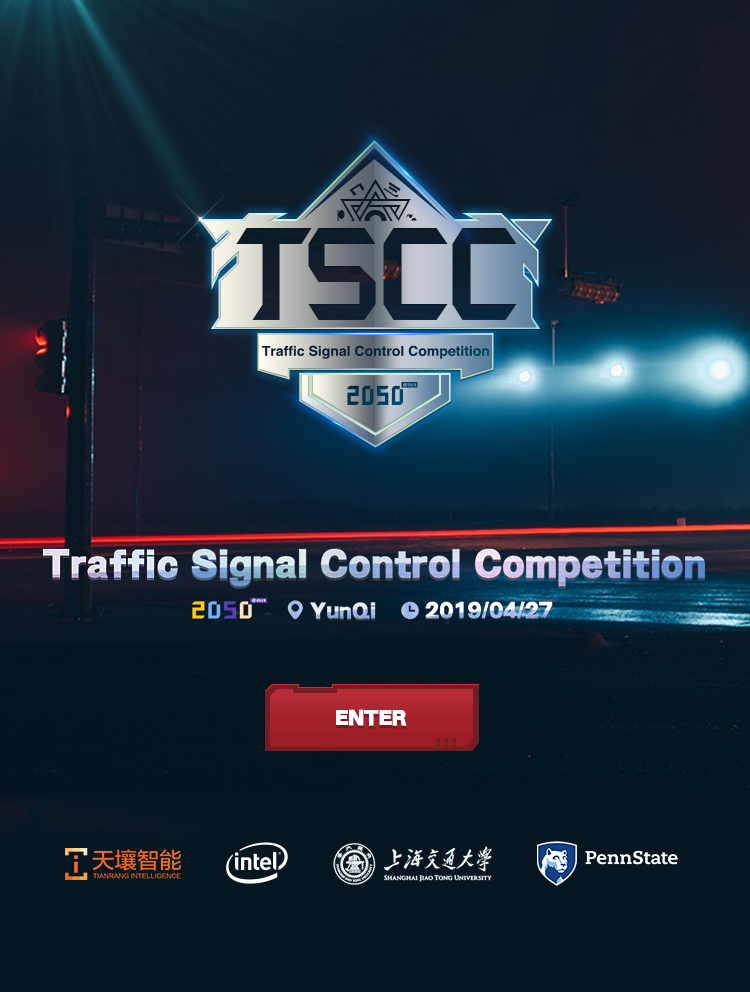 TSCC
Traffic Signal Control Competition
2050
Traffic Signal Control Competition
2050 YunQi 2019/04/27
ENTER
天壤智能
TIANRANG INTELLIGENCE
intel
上海交通大学
SHANGHAI JIAO TONG UNIVERSITY
PennState